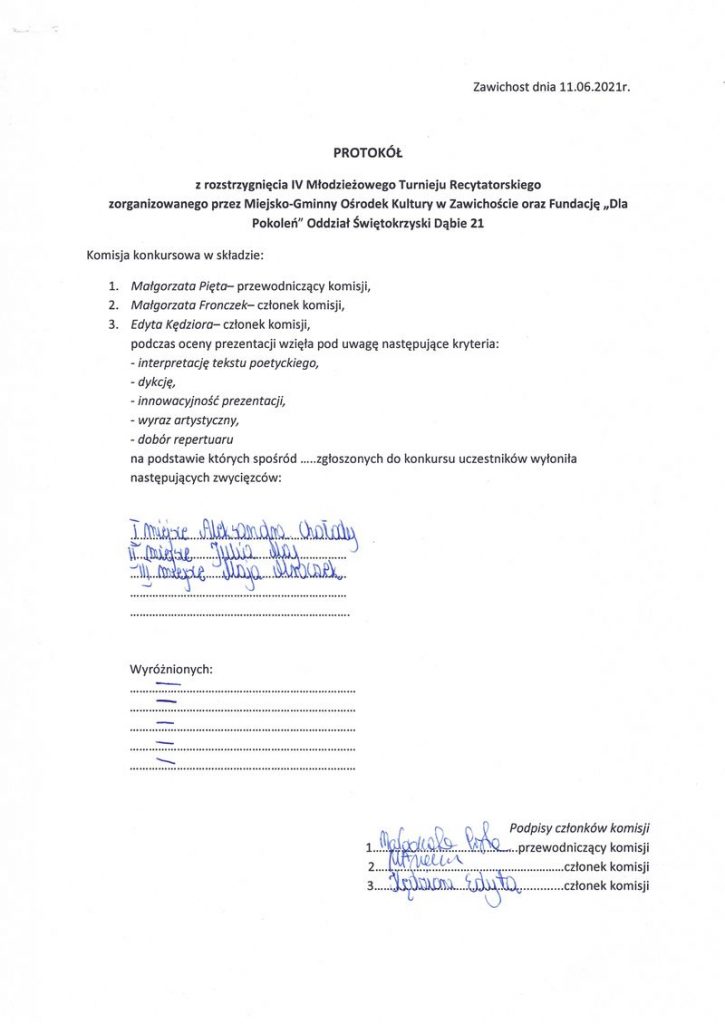 Zawichost dnia 11.06.2021r.
PROTOKÓŁ
z rozstrzygnięcia IV Młodzieżowego Turnieju Recytatorskiego
zorganizowanego przez Miejsko-Gminny Ośrodek Kultury w Zawichoście oraz Fundację „Dla
Pokoleń” Oddział Świętokrzyski Dąbie 21
Komisja konkursowa w składzie:
1. Małgorzata Pięta– przewodniczący komisji,
2. Małgorzata Fronczek– członek komisji,
3. Edyta Kędziora– członek komisji,
podczas oceny prezentacji wzięła pod uwagę następujące kryteria:
- interpretację tekstu poetyckiego,
- dykcję,
- innowacyjność prezentacji,
- wyraz artystyczny,
- dobór repertuaru
na podstawie których spośród .....zgłoszonych do konkursu uczestników wyłoniła
następujących zwycięzców:
I miejsce Aleksandra
II miejsce Julia Maj
III miejsce Maja
Wyróżnionych:
Podpisy członków komisji
1. Małgorzata Pięta przewodniczący komisji
2. członek komisji
3. Kędziora Edyta członek komisji